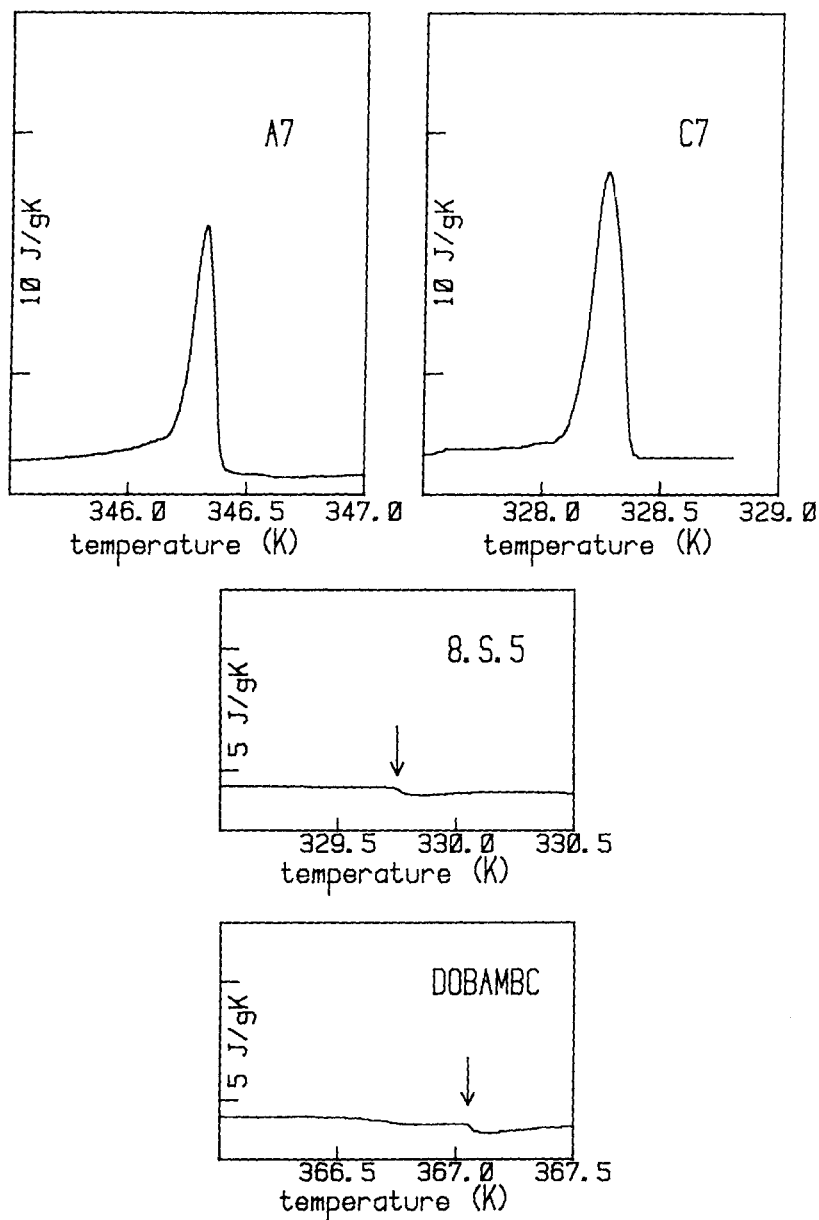 A7
10 J/gK
346.0 346.5 347.0
temperature (K)
C7
10 J/gK
328.0 328.5 329.0
temperature (K)
8.S.5
5 J/gK
329.5 330.0 330.5
temperature (K)
DOBAMBC
5 J/gK
366.5 367.0 367.5
temperature (K)